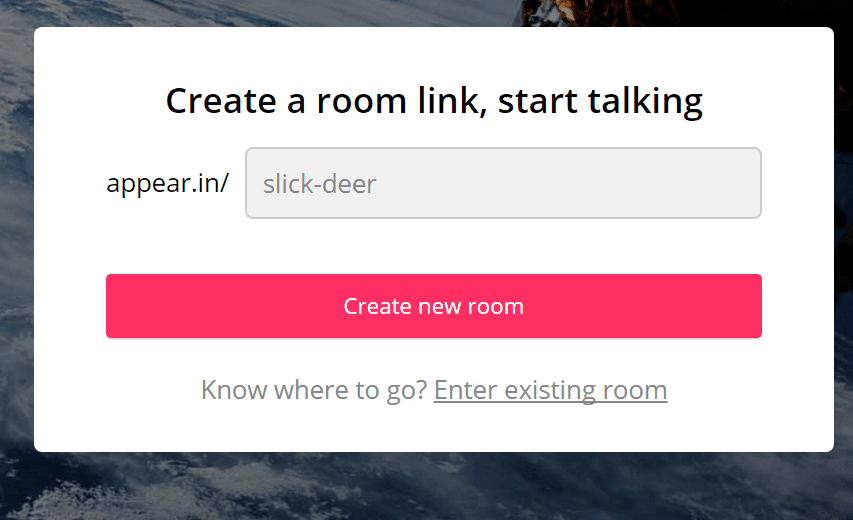 Create a room link, start talking
appear.in/ slick-deer
Create new room
Know where to go? Enter existing room